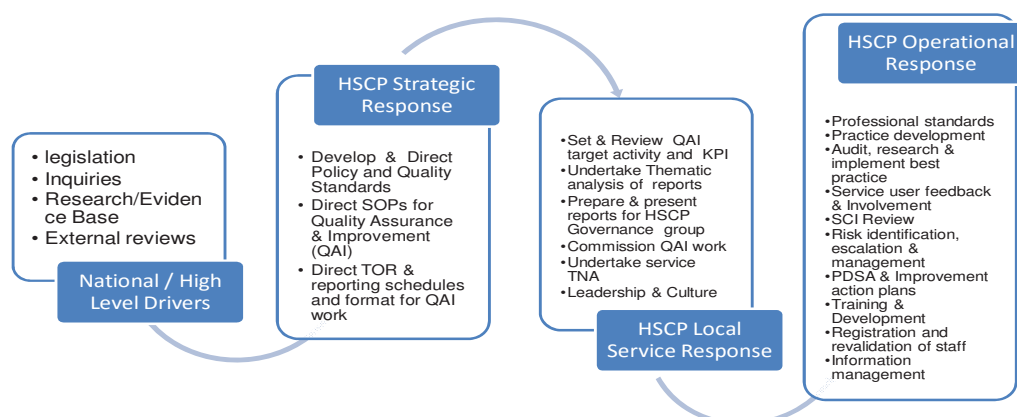 • legislation
• Inquiries
• Research/Eviden
ce Base
• External reviews
National / High
Level Drivers
HSCP Strategic
Response
• Develop & Direct
Policy and Quality
Standards
• Direct SOPs for
Quality Assurance
& Improvement
(QAI)
• Direct TOR &
reporting schedules
and format for QAI
work
•Set & Review QAI
target activity and KPI
•Undertake Thematic
analysis of reports
•Prepare & present
reports for HSCP
Governance group
•Commission QAI work
•Undertake service
TNA
•Leadership & Culture
HSCP Local
Service Response
HSCP Operational
Response
•Professional standards
•Practice development
•Audit, research &
implement best
practice
•Service user feedback
& Involvement
•SCI Review
•Risk identification,
escalation &
management
•PDSA & Improvement
action plans
•Training &
Development
•Registration and
revalidation of staff
•Information
management